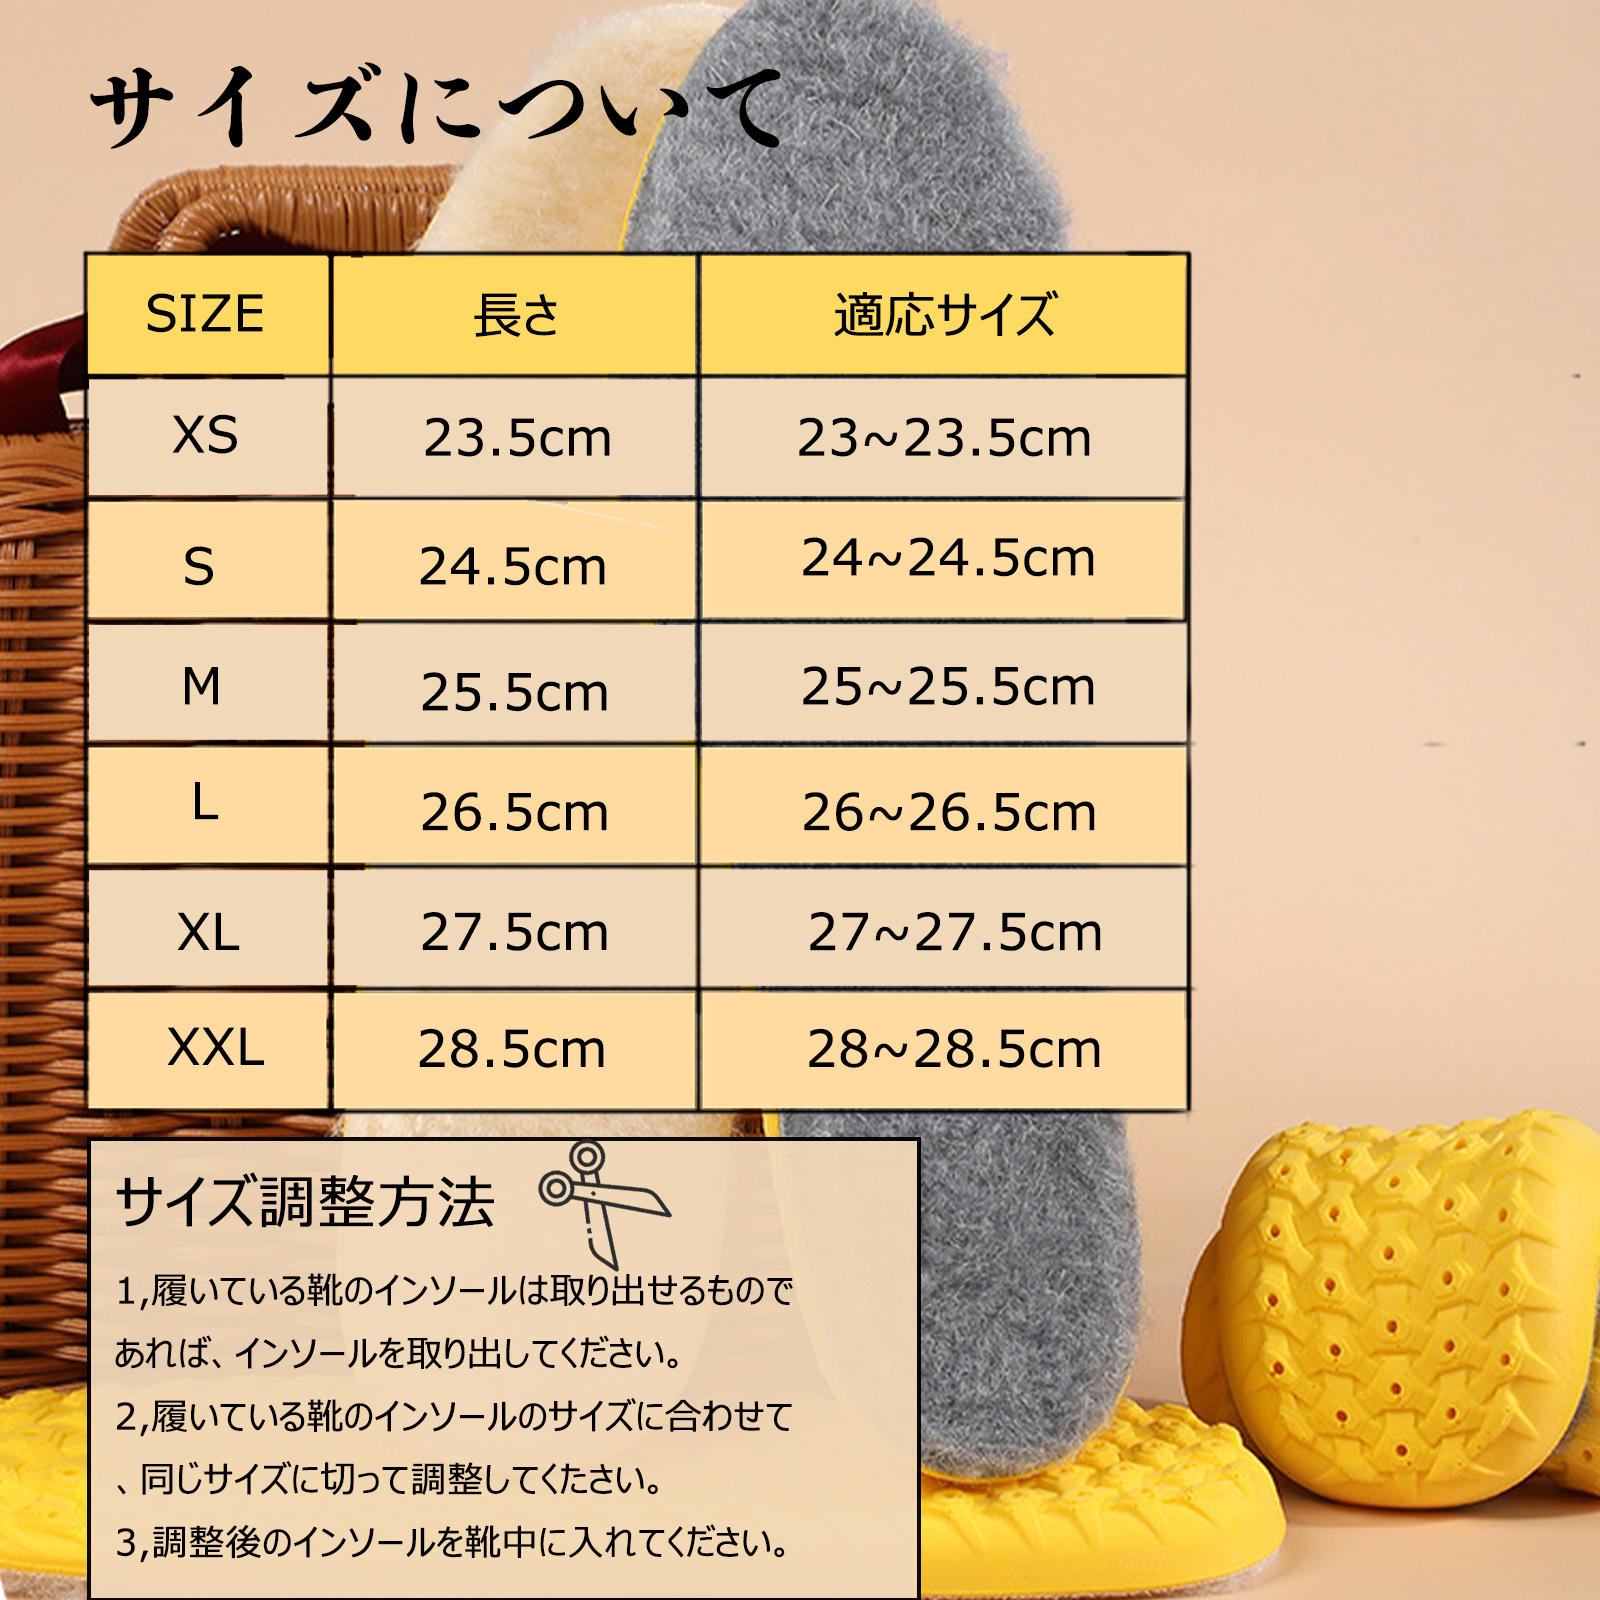 サイズについて
SIZE 長さ 適応サイズ
XS 23.5cm 23~23.5cm
S 24.5cm 24~24.5cm
M 25.5cm 25~25.5cm
L 26.5cm 26~26.5cm
XL 27.5cm 27~27.5cm
XXL 28.5cm 28~28.5cm
サイズ調整方法
1,履いている靴のインソールは取り出せるもので
あれば、インソールを取り出してください。
2,履いている靴のインソールのサイズに合わせて
、同じサイズに切って調整してくたさい。
3,調整後のインソールを靴中に入れてください。